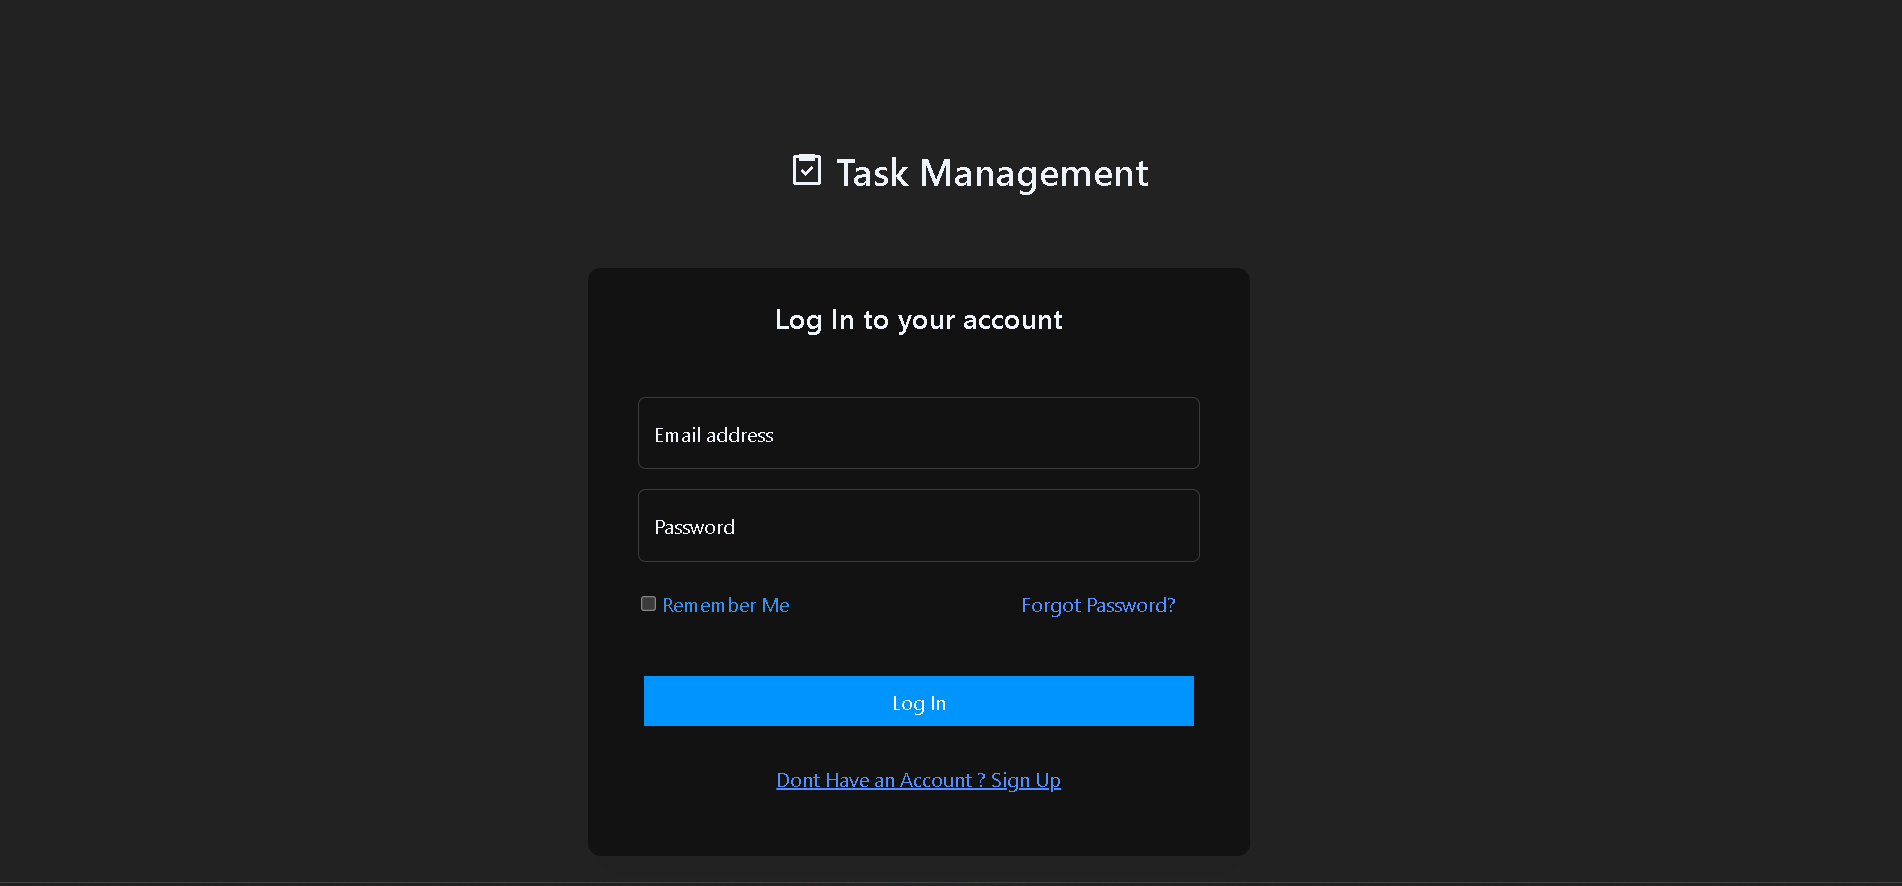 Task Management
Log In to your account
Email address
Password
Remember Me
Forgot Password?
Log In
Dont Have an Account ? Sign Up